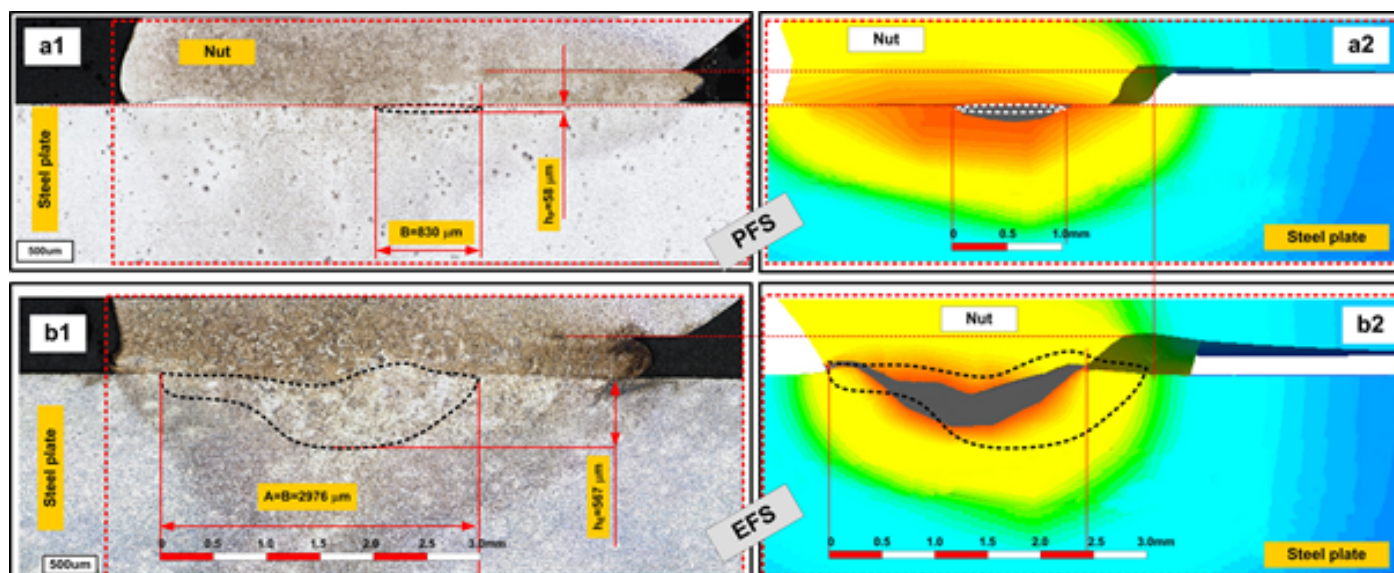 a1
Nut
Steel plate
500um
B=830 μm
hₚ=58 μm
PFS
Nut
a2
0
0.5
1.0mm
Steel plate
b1
Steel plate
500um
A=B=2976 μm
0
0.5
1.0
1.5
2.0
2.5
3.0mm
EFS
Nut
b2
0
0.5
1.0
1.5
2.0
2.5
3.0mm
Steel plate